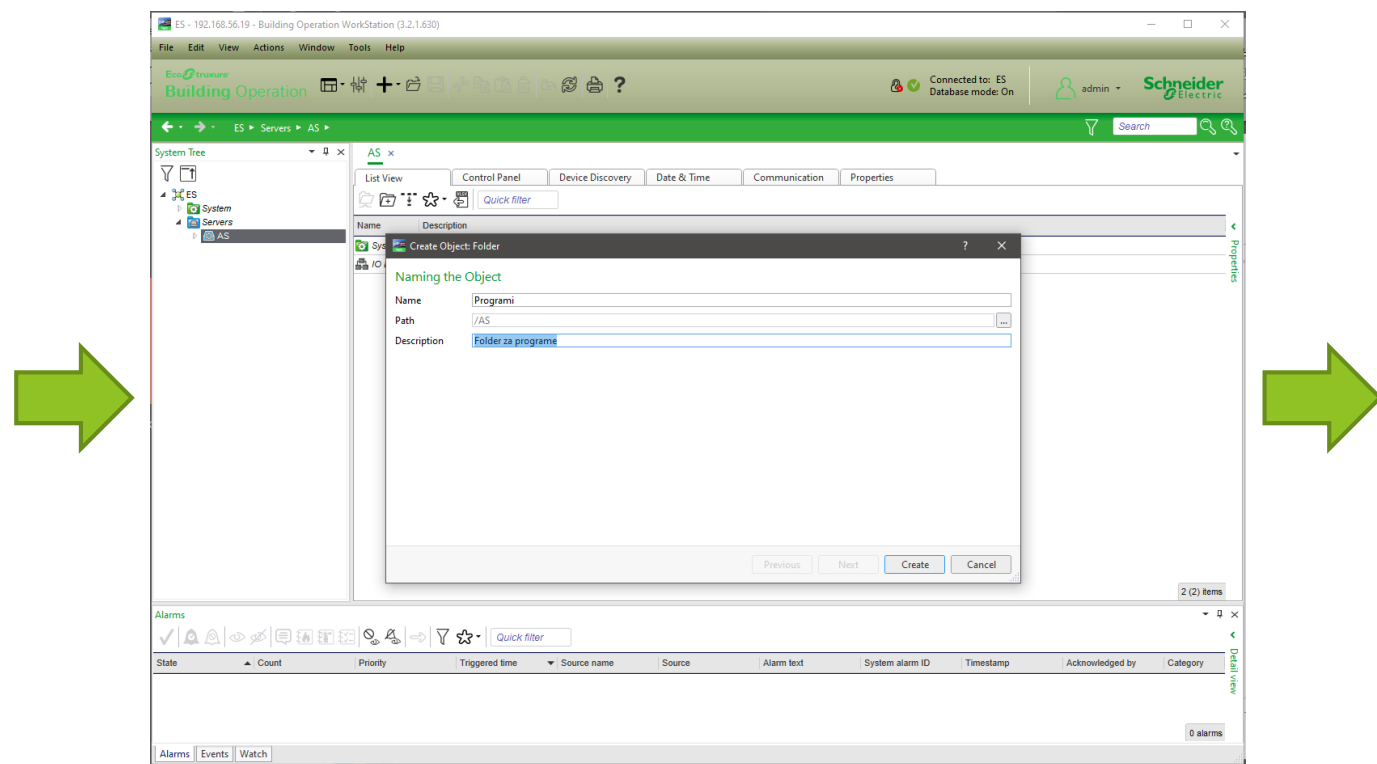 ES - 192.168.56.19 - Building Operation WorkStation (3.2.1.630)
File Edit View Actions Window Tools Help
EcoStruxure
Building Operation
Connected to: ES
Database mode: On
admin
Schneider
Electric
ES Servers AS
Search
System Tree
AS
List View Control Panel Device Discovery Date & Time Communication Properties
Quick filter
ES
System
Servers
AS
Name Description
Sys
IO
Properties
Create Object: Folder
Naming the Object
Name Programi
Path /AS ...
Description Folder za programe
Previous Next Create Cancel
2 (2) items
Alarms
Quick filter
State Count Priority Triggered time Source name Source Alarm text System alarm ID Timestamp Acknowledged by Category
Detail view
0 alarms
Alarms Events Watch